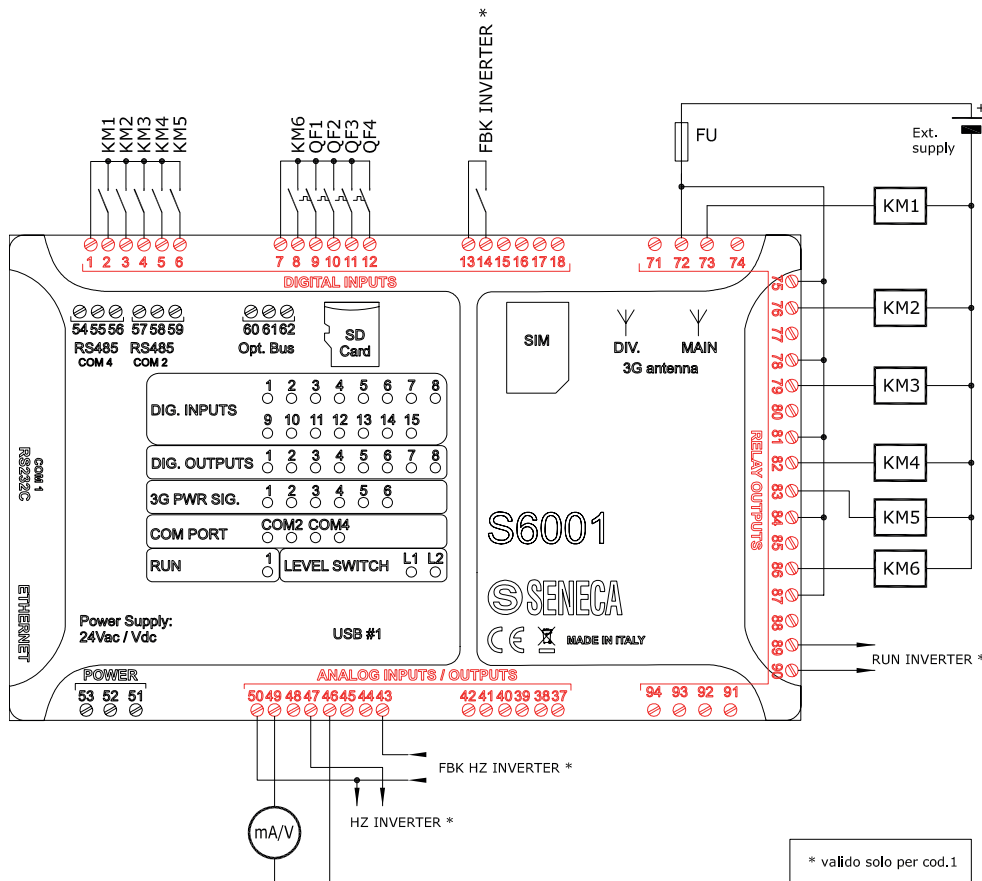 FBK INVERTER *
KM1
KM2
KM3
KM4
KM5
KM6
QF1
QF2
QF3
QF4
FU
+
Ext.
supply
KM1
KM2
KM3
KM4
KM5
KM6
1 2 3 4 5 6
7 8 9 10 11 12
13 14 15 16 17 18
71 72 73 74
DIGITAL INPUTS
75
76
77
78
79
80
81
82
83
84
85
86
87
88
89
90
RELAY OUTPUTS
54 55 56
RS485
COM 4
57 58 59
RS485
COM 2
60 61 62
Opt. Bus
SD
Card
SIM
DIV.
MAIN
3G antenna
DIG. INPUTS
1 2 3 4 5 6 7 8
9 10 11 12 13 14 15
DIG. OUTPUTS
1 2 3 4 5 6 7 8
3G PWR SIG.
1 2 3 4 5 6
COM PORT
COM2 COM4
RUN
1
LEVEL SWITCH
L1 L2
COM 1
RS232C
ETHERNET
S6001
S SENECA
CE
MADE IN ITALY
Power Supply:
24Vac / Vdc
USB #1
POWER
53 52 51
ANALOG INPUTS / OUTPUTS
50 49 48 47 46 45 44 43
42 41 40 39 38 37
94 93 92 91
RUN INVERTER *
FBK HZ INVERTER *
HZ INVERTER *
mA/V
* valido solo per cod.1